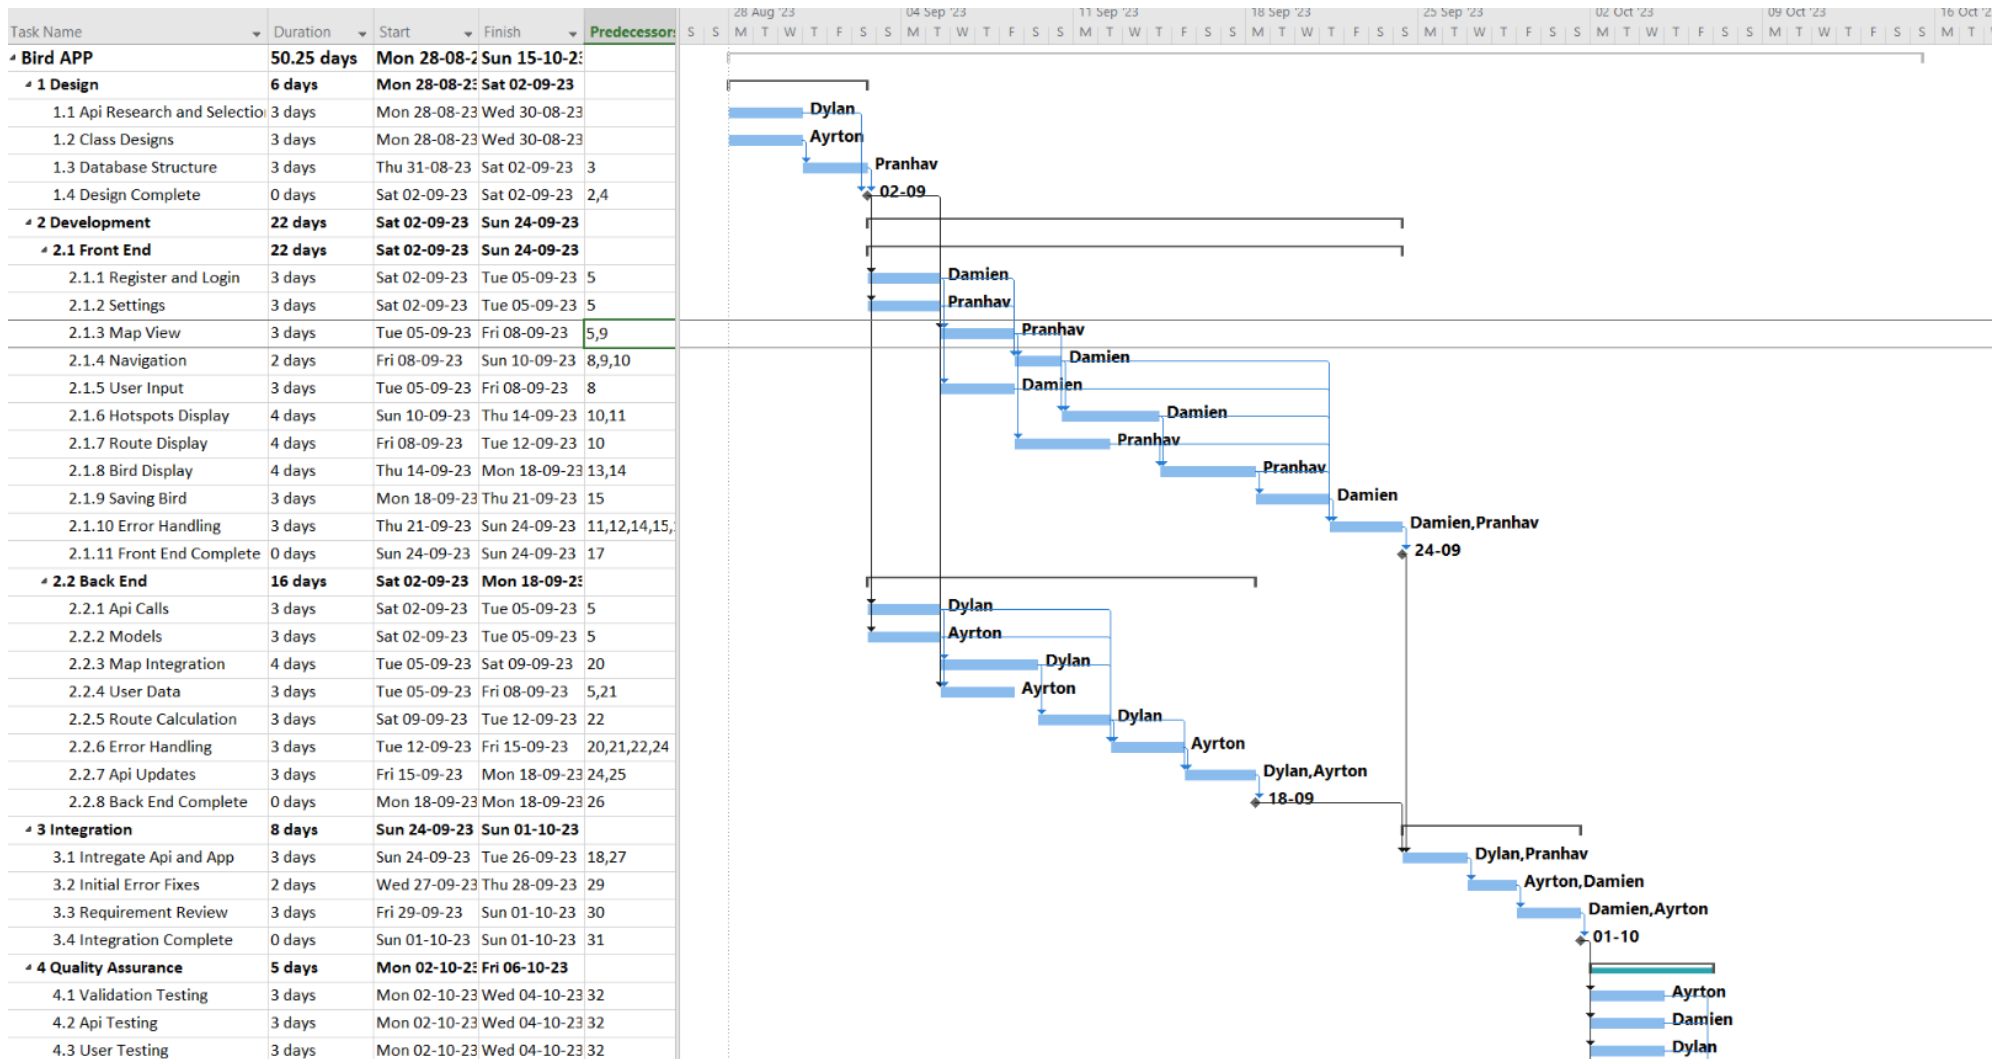 28 Aug '23 04 Sep '23 11 Sep '23 18 Sep '23 25 Sep '23 02 Oct '23 09 Oct '23 16 Oct '2
Task Name Duration Start Finish Predecessors S S M T W T F S S M T W T F S S M T W T F S S M T W T F S S M T W T F S S M T W T F S S M T W T F S S M T
Bird APP 50.25 days Mon 28-08-2 Sun 15-10-23
1 Design 6 days Mon 28-08-23 Sat 02-09-23
1.1 Api Research and Selectio 3 days Mon 28-08-23 Wed 30-08-23 Dylan
1.2 Class Designs 3 days Mon 28-08-23 Wed 30-08-23 Ayrton
1.3 Database Structure 3 days Thu 31-08-23 Sat 02-09-23 3 Pranhav
1.4 Design Complete 0 days Sat 02-09-23 Sat 02-09-23 2,4 02-09
2 Development 22 days Sat 02-09-23 Sun 24-09-23
2.1 Front End 22 days Sat 02-09-23 Sun 24-09-23
2.1.1 Register and Login 3 days Sat 02-09-23 Tue 05-09-23 5 Damien
2.1.2 Settings 3 days Sat 02-09-23 Tue 05-09-23 5 Pranhav
2.1.3 Map View 3 days Tue 05-09-23 Fri 08-09-23 5,9 Pranhav
2.1.4 Navigation 2 days Fri 08-09-23 Sun 10-09-23 8,9,10 Damien
2.1.5 User Input 3 days Tue 05-09-23 Fri 08-09-23 8 Damien
2.1.6 Hotspots Display 4 days Sun 10-09-23 Thu 14-09-23 10,11 Damien
2.1.7 Route Display 4 days Fri 08-09-23 Tue 12-09-23 10 Pranhav
2.1.8 Bird Display 4 days Thu 14-09-23 Mon 18-09-23 13,14 Pranhav
2.1.9 Saving Bird 3 days Mon 18-09-23 Thu 21-09-23 15 Damien
2.1.10 Error Handling 3 days Thu 21-09-23 Sun 24-09-23 11,12,14,15, Damien,Pranhav
2.1.11 Front End Complete 0 days Sun 24-09-23 Sun 24-09-23 17 24-09
2.2 Back End 16 days Sat 02-09-23 Mon 18-09-23
2.2.1 Api Calls 3 days Sat 02-09-23 Tue 05-09-23 5 Dylan
2.2.2 Models 3 days Sat 02-09-23 Tue 05-09-23 5 Ayrton
2.2.3 Map Integration 4 days Tue 05-09-23 Sat 09-09-23 20 Dylan
2.2.4 User Data 3 days Tue 05-09-23 Fri 08-09-23 5,21 Ayrton
2.2.5 Route Calculation 3 days Sat 09-09-23 Tue 12-09-23 22 Dylan
2.2.6 Error Handling 3 days Tue 12-09-23 Fri 15-09-23 20,21,22,24 Ayrton
2.2.7 Api Updates 3 days Fri 15-09-23 Mon 18-09-23 24,25 Dylan,Ayrton
2.2.8 Back End Complete 0 days Mon 18-09-23 Mon 18-09-23 26 18-09
3 Integration 8 days Sun 24-09-23 Sun 01-10-23
3.1 Intregate Api and App 3 days Sun 24-09-23 Tue 26-09-23 18,27 Dylan,Pranhav
3.2 Initial Error Fixes 2 days Wed 27-09-23 Thu 28-09-23 29 Ayrton,Damien
3.3 Requirement Review 3 days Fri 29-09-23 Sun 01-10-23 30 Damien,Ayrton
3.4 Integration Complete 0 days Sun 01-10-23 Sun 01-10-23 31 01-10
4 Quality Assurance 5 days Mon 02-10-23 Fri 06-10-23
4.1 Validation Testing 3 days Mon 02-10-23 Wed 04-10-23 32 Ayrton
4.2 Api Testing 3 days Mon 02-10-23 Wed 04-10-23 32 Damien
4.3 User Testing 3 days Mon 02-10-23 Wed 04-10-23 32 Dylan